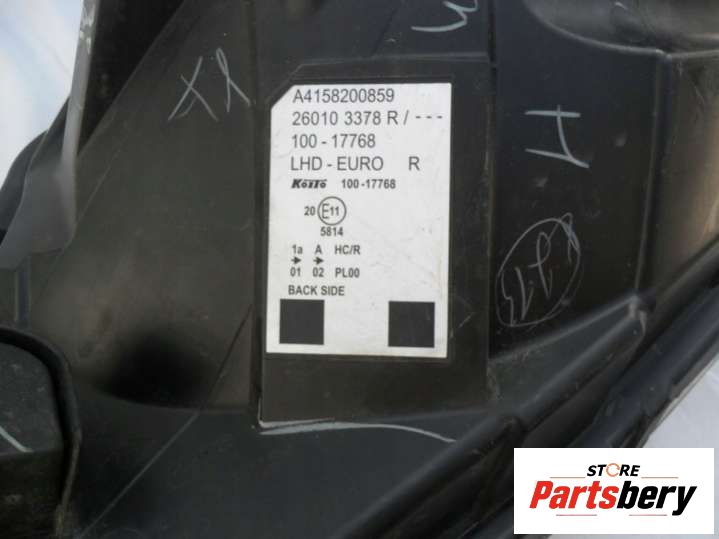 A4158200859
26010 3378 R / ---
100 - 17768
LHD - EURO R
KOITO 100-17768
20 E11
5814
1a A HC/R
01 02 PL00
BACK SIDE
H
STORE
Partsbery